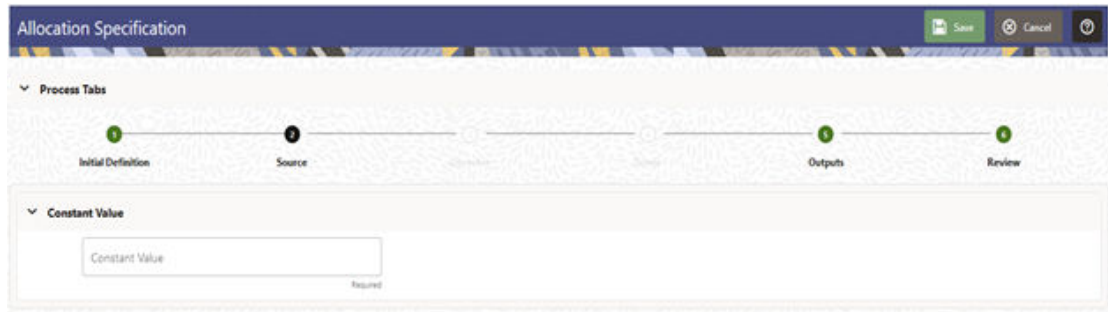 Allocation Specification
Save
Cancel
Process Tabs
1
2
5
6
Initial Definition
Source
Outputs
Review
Constant Value
Constant Value
Required